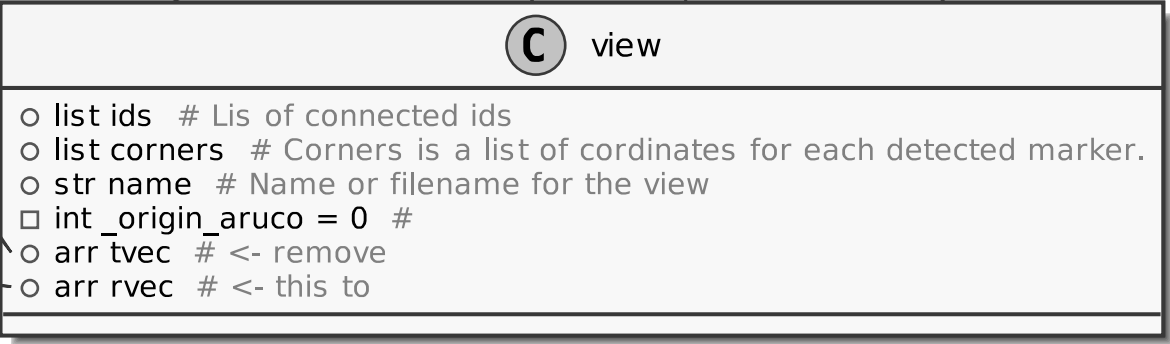 C view
list ids # Lis of connected ids
list corners # Corners is a list of cordinates for each detected marker.
str name # Name or filename for the view
int _origin_aruco = 0 #
arr tvec # <- remove
arr rvec # <- this to